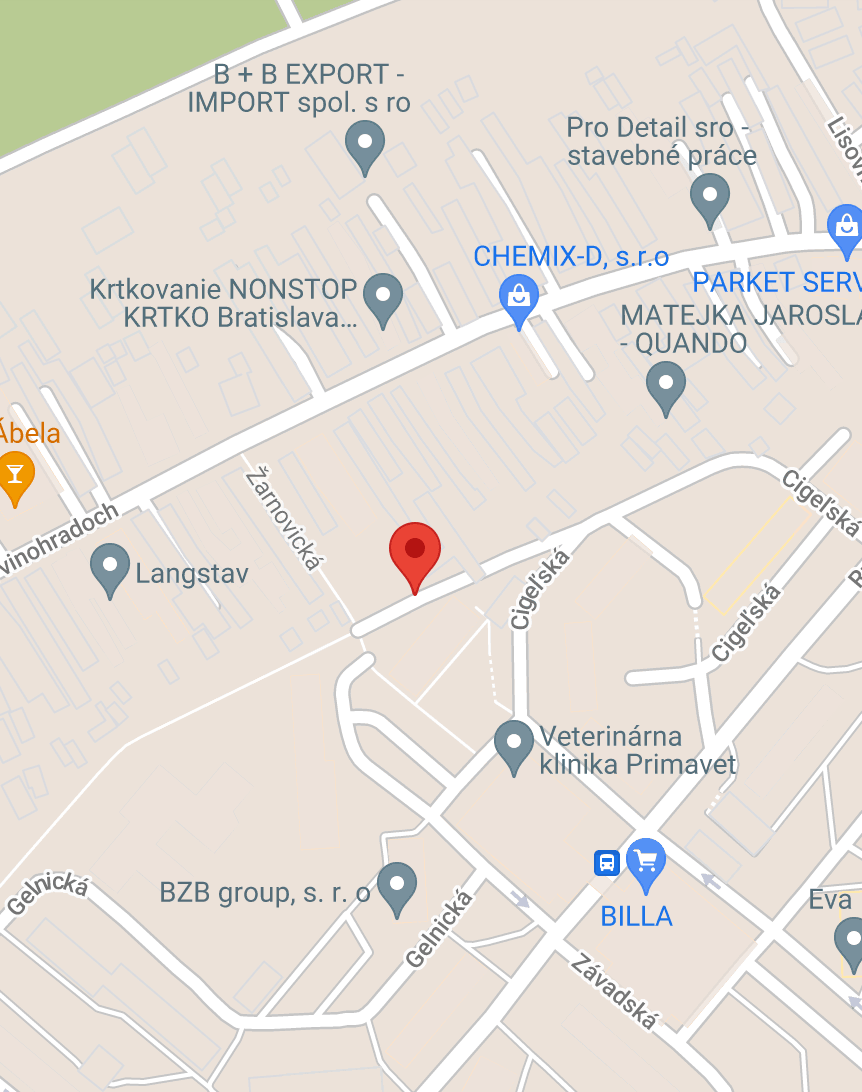 B + B EXPORT -
IMPORT spol. s ro
Pro Detail sro -
stavebné práce
Lisovn
CHEMIX-D, s.r.o
PARKET SERV
Krtkovanie NONSTOP
KRTKO Bratislava...
MATEJKA JAROSLA
- QUANDO
Ábela
Žarnovická
Cigeľská
vinohradoch
Langstav
Cigeľská
Cigeľská
Veterinárna
klinika Primavet
Gelnická
BZB group, s. r. o
Gelnická
BILLA
Eva
Závadská